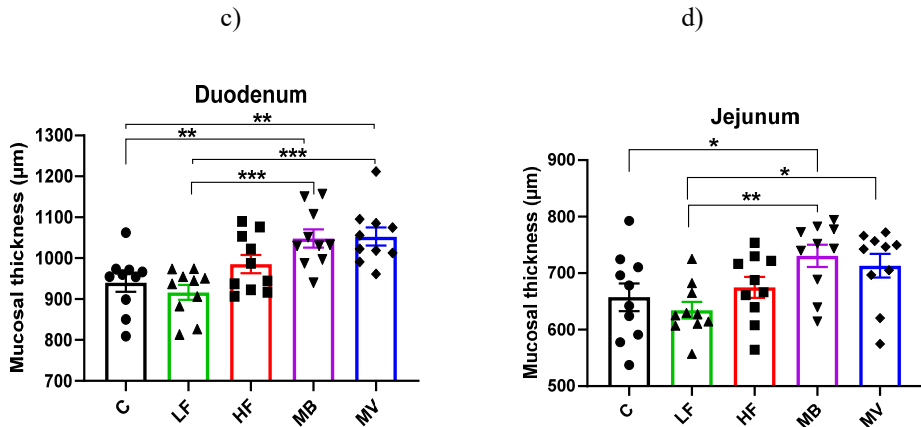 c)
d)
Duodenum
Mucosal thickness (µm)
1300
1200
1100
1000
900
800
700
**
**
***
***
C
LF
HF
MB
MV
Jejunum
Mucosal thickness (µm)
900
800
700
600
500
*
*
**
C
LF
HF
MB
MV